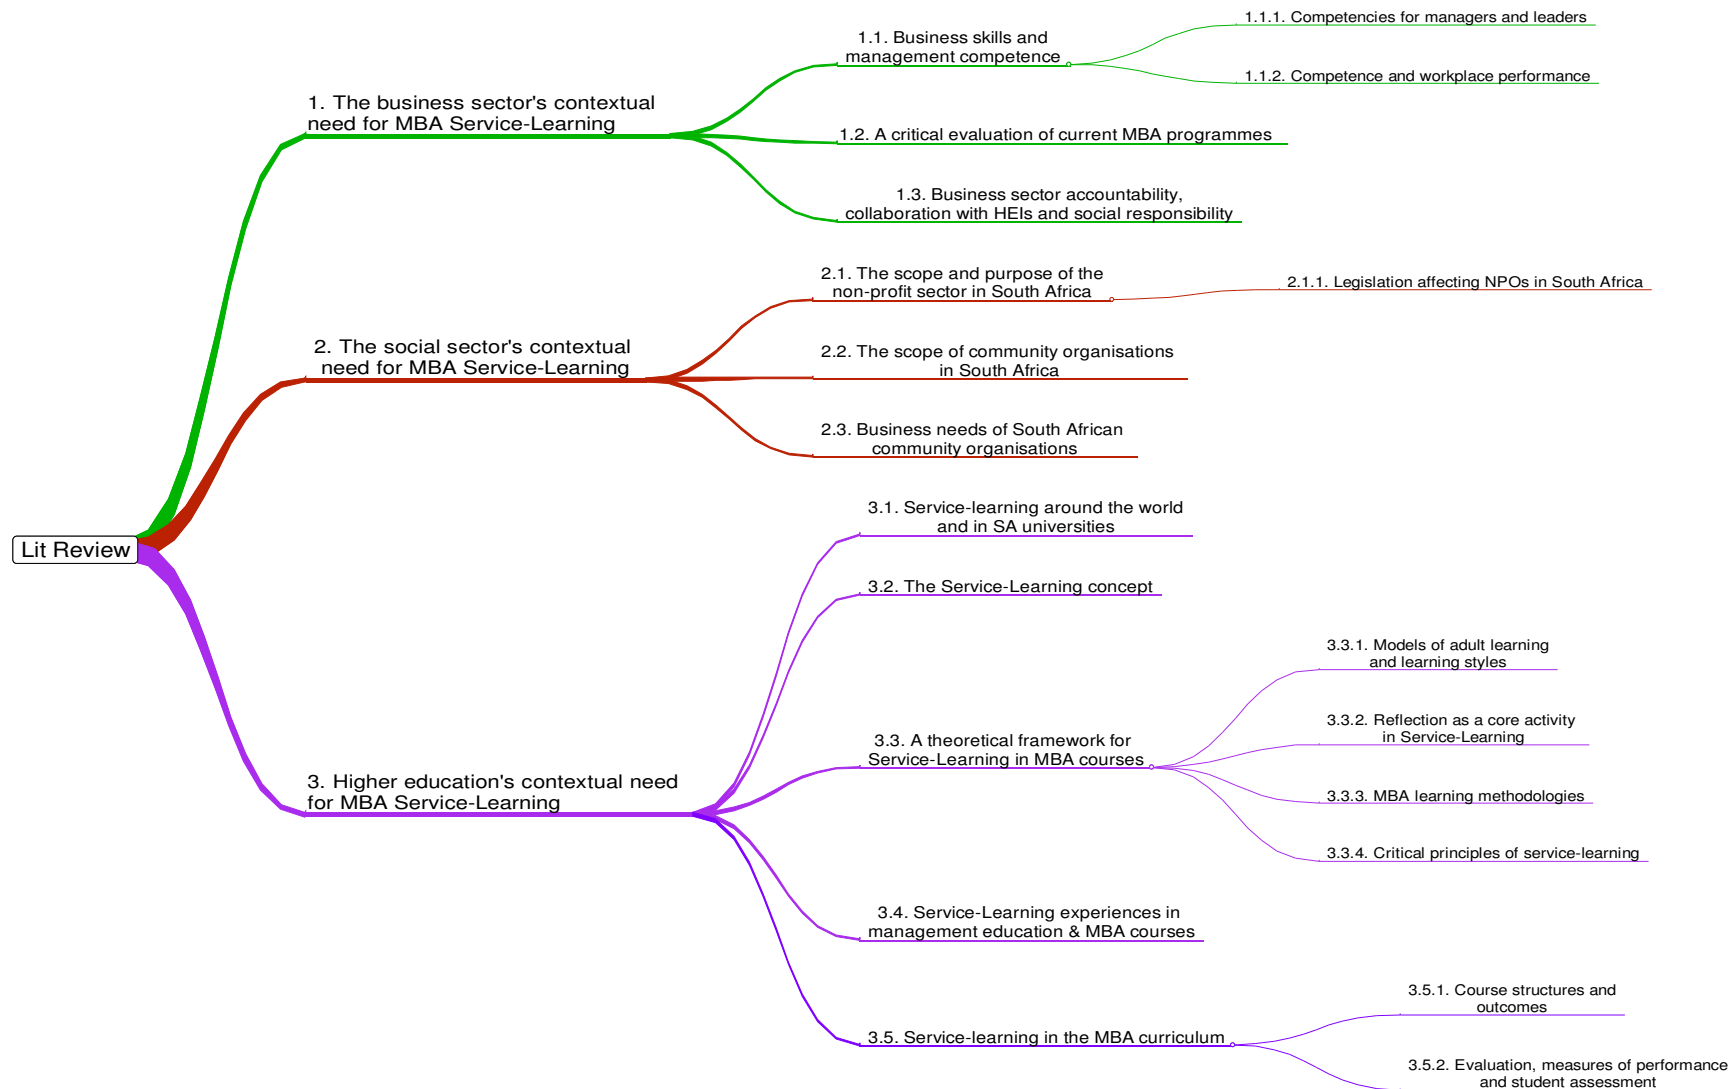 Lit Review
1. The business sector's contextual
need for MBA Service-Learning
1.1. Business skills and
management competence
1.1.1. Competencies for managers and leaders
1.1.2. Competence and workplace performance
1.2. A critical evaluation of current MBA programmes
1.3. Business sector accountability,
collaboration with HEIs and social responsibility
2. The social sector's contextual
need for MBA Service-Learning
2.1. The scope and purpose of the
non-profit sector in South Africa
2.1.1. Legislation affecting NPOs in South Africa
2.2. The scope of community organisations
in South Africa
2.3. Business needs of South African
community organisations
3. Higher education's contextual need
for MBA Service-Learning
3.1. Service-learning around the world
and in SA universities
3.2. The Service-Learning concept
3.3. A theoretical framework for
Service-Learning in MBA courses
3.3.1. Models of adult learning
and learning styles
3.3.2. Reflection as a core activity
in Service-Learning
3.3.3. MBA learning methodologies
3.3.4. Critical principles of service-learning
3.4. Service-Learning experiences in
management education & MBA courses
3.5. Service-learning in the MBA curriculum
3.5.1. Course structures and
outcomes
3.5.2. Evaluation, measures of performance
and student assessment